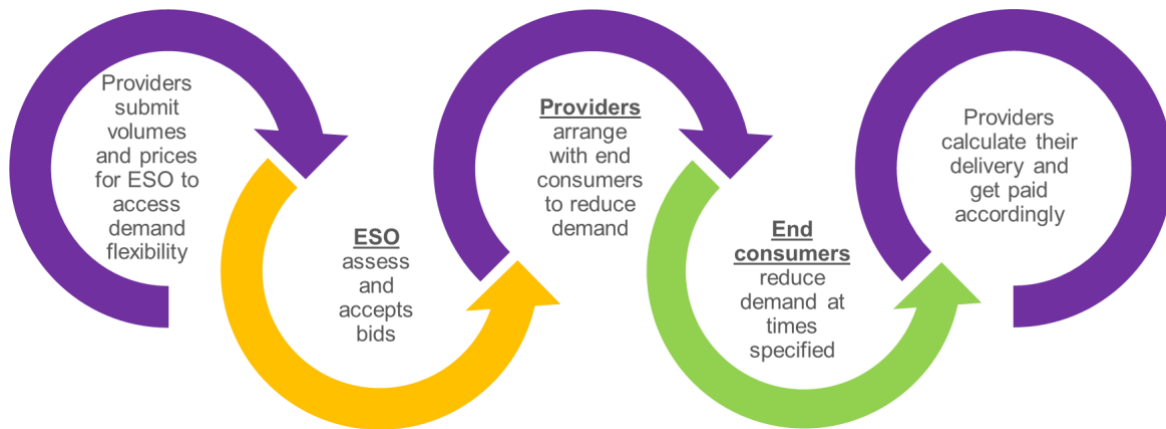 Providers
submit
volumes
and prices
for ESO to
access
demand
flexibility
ESO
assess
and
accepts
bids
Providers
arrange
with end
consumers
to reduce
demand
End
consumers
reduce
demand at
times
specified
Providers
calculate their
delivery and
get paid
accordingly